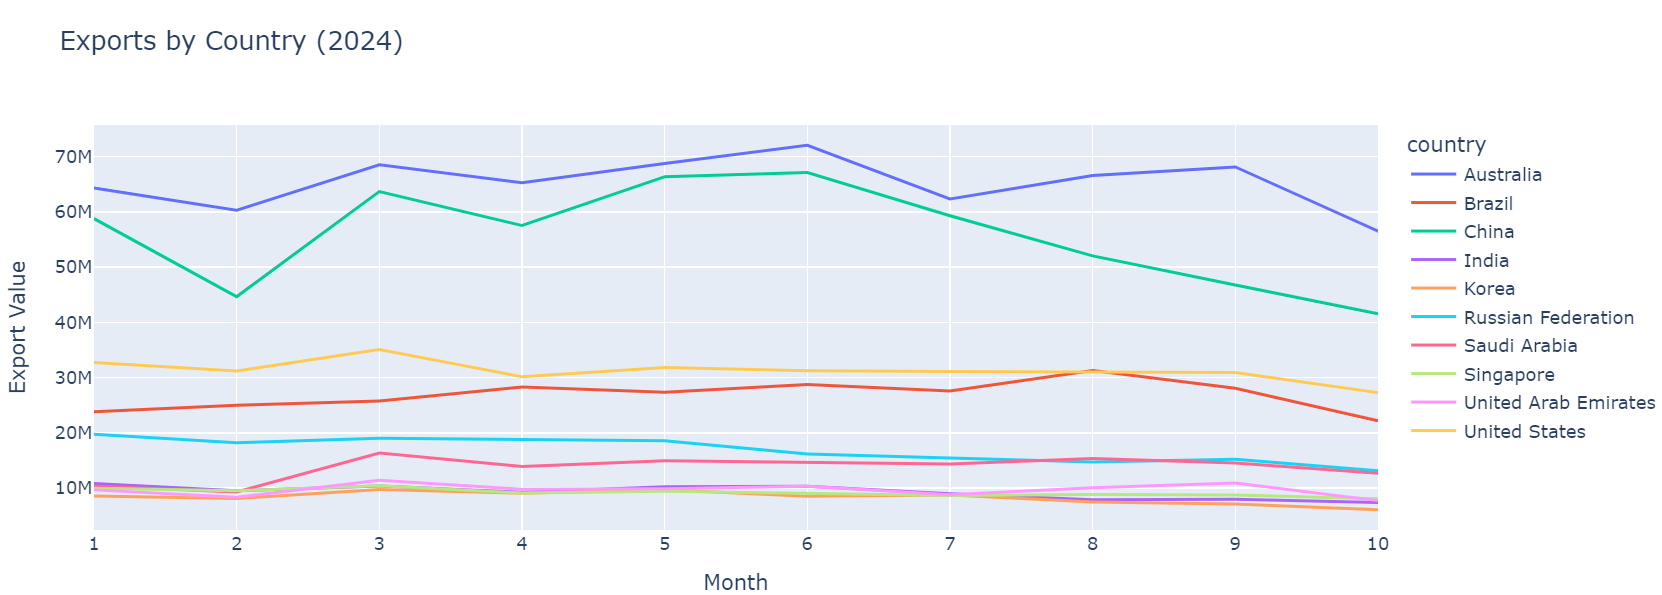 Exports by Country (2024)
Export Value
70M
60M
50M
40M
30M
20M
10M
1 2 3 4 5 6 7 8 9 10
Month
country
Australia
Brazil
China
India
Korea
Russian Federation
Saudi Arabia
Singapore
United Arab Emirates
United States